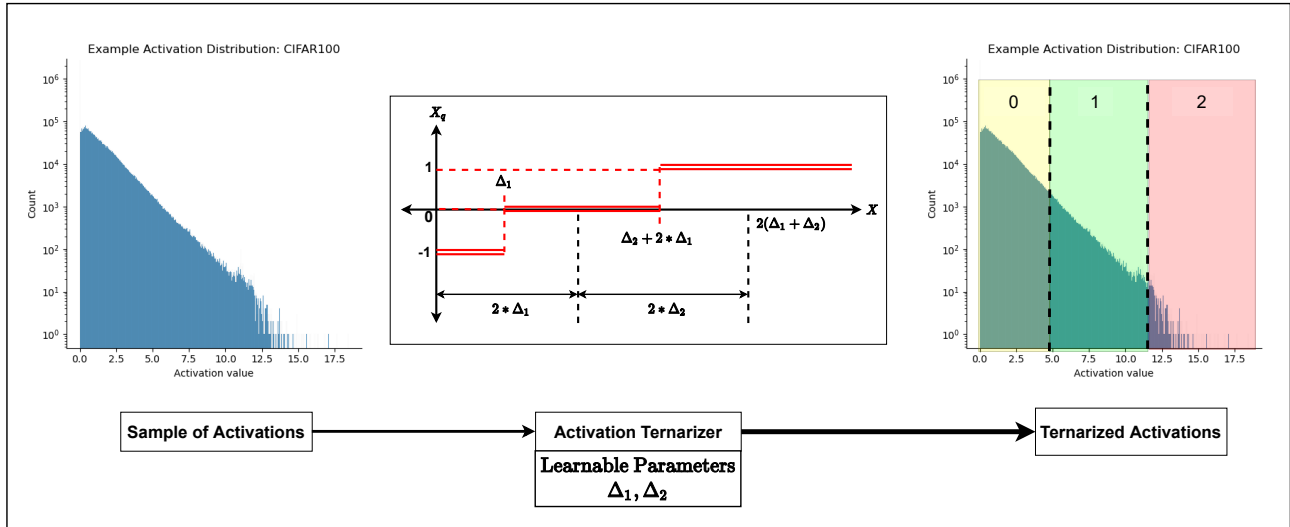 Example Activation Distribution: CIFAR100
10⁶
10⁵
10⁴
10³
10²
10¹
10⁰
Count
0.0 2.5 5.0 7.5 10.0 12.5 15.0 17.5
Activation value
X_q
1
Δ₁
0
X
Δ₂ + 2 * Δ₁
2(Δ₁ + Δ₂)
-1
2 * Δ₁
2 * Δ₂
Example Activation Distribution: CIFAR100
0 1 2
10⁶
10⁵
10⁴
10³
10²
10¹
10⁰
Count
0.0 2.5 5.0 7.5 10.0 12.5 15.0 17.5
Activation value
Sample of Activations
Activation Ternarizer
Learnable Parameters
Δ₁, Δ₂
Ternarized Activations